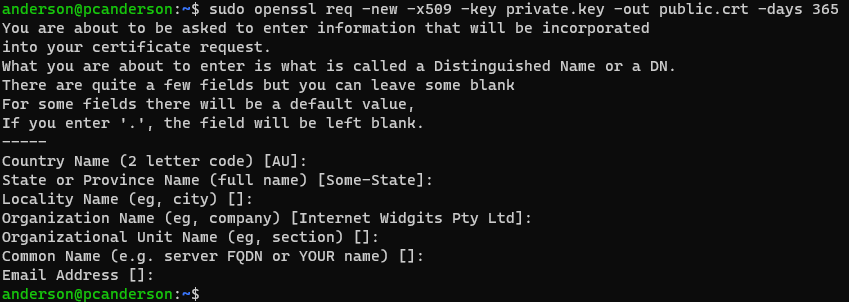 anderson@pcanderson:~$ sudo openssl req -new -x509 -key private.key -out public.crt -days 365
You are about to be asked to enter information that will be incorporated
into your certificate request.
What you are about to enter is what is called a Distinguished Name or a DN.
There are quite a few fields but you can leave some blank
For some fields there will be a default value,
If you enter '.', the field will be left blank.
-----
Country Name (2 letter code) [AU]:
State or Province Name (full name) [Some-State]:
Locality Name (eg, city) []:
Organization Name (eg, company) [Internet Widgits Pty Ltd]:
Organizational Unit Name (eg, section) []:
Common Name (e.g. server FQDN or YOUR name) []:
Email Address []:
anderson@pcanderson:~$